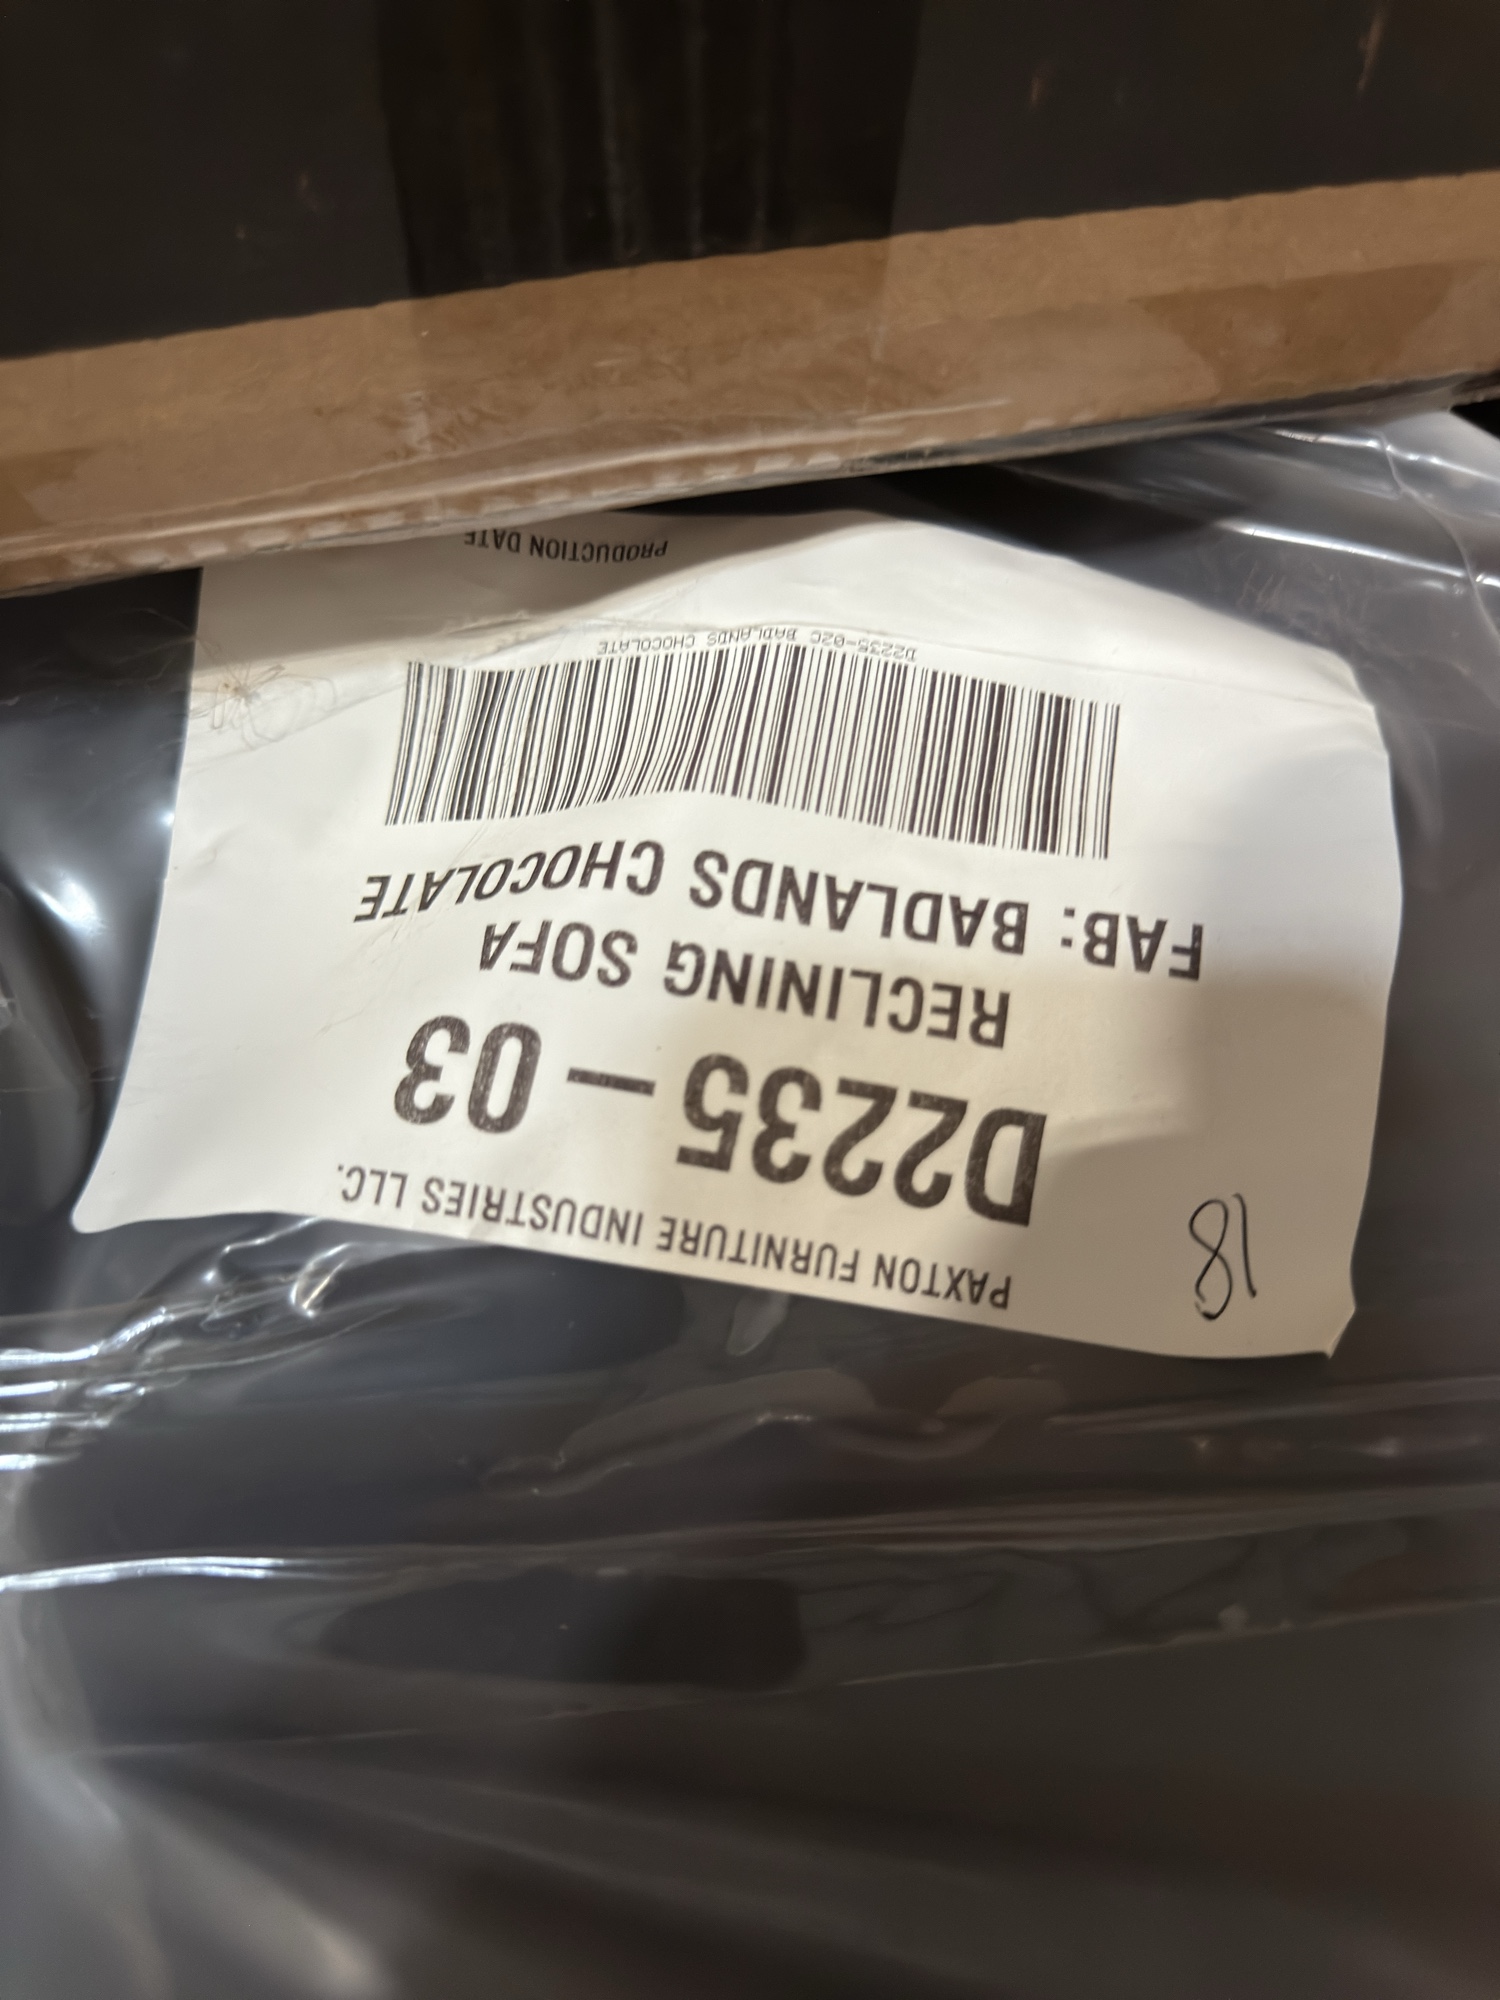 PAXTON FURNITURE INDUSTRIES LLC.
18
D2235 — 03
RECLINING SOFA
FAB: BADLANDS CHOCOLATE
D2235-02C BADLANDS CHOCOLATE
PRODUCTION DATE